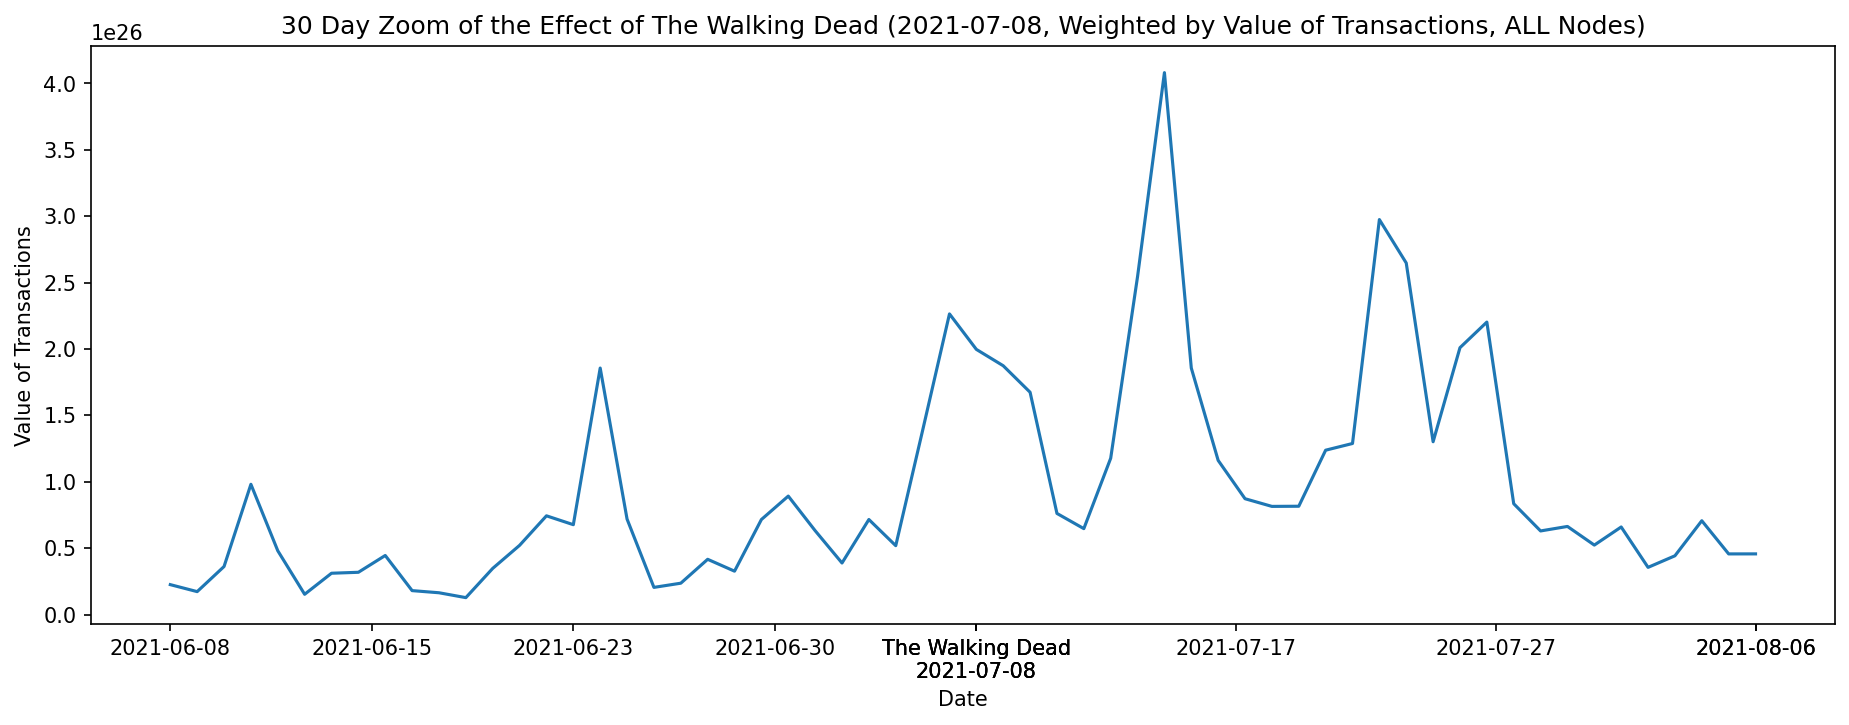 30 Day Zoom of the Effect of The Walking Dead (2021-07-08, Weighted by Value of Transactions, ALL Nodes)
1e26
4.0
3.5
3.0
2.5
2.0
1.5
1.0
0.5
0.0
Value of Transactions
2021-06-08 2021-06-15 2021-06-23 2021-06-30 The Walking Dead 2021-07-17 2021-07-27 2021-08-06
2021-07-08
Date